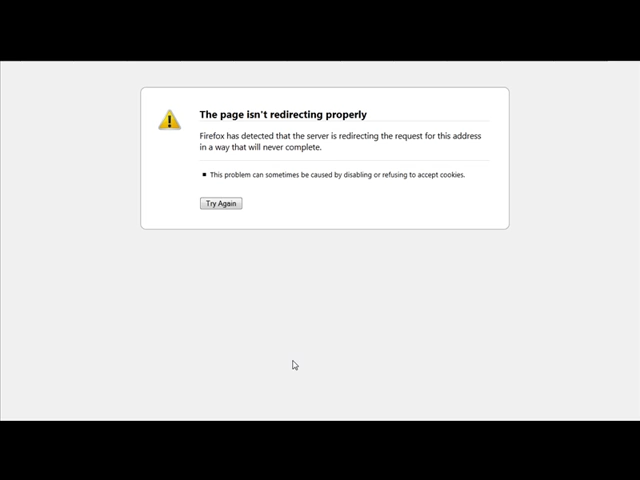 The page isn't redirecting properly
Firefox has detected that the server is redirecting the request for this address
in a way that will never complete.
This problem can sometimes be caused by disabling or refusing to accept cookies.
Try Again